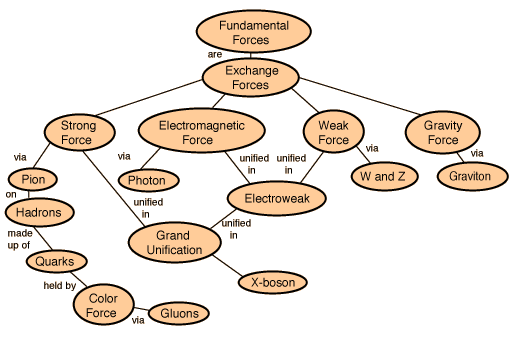 Fundamental
Forces
are
Exchange
Forces
Strong
Force
Electromagnetic
Force
Weak
Force
Gravity
Force
via
via
unified
in
unified
in
via
via
Pion
Photon
W and Z
Graviton
on
Hadrons
unified
in
Electroweak
made
up of
unified
in
Grand
Unification
Quarks
held by
X-boson
Color
Force
via
Gluons